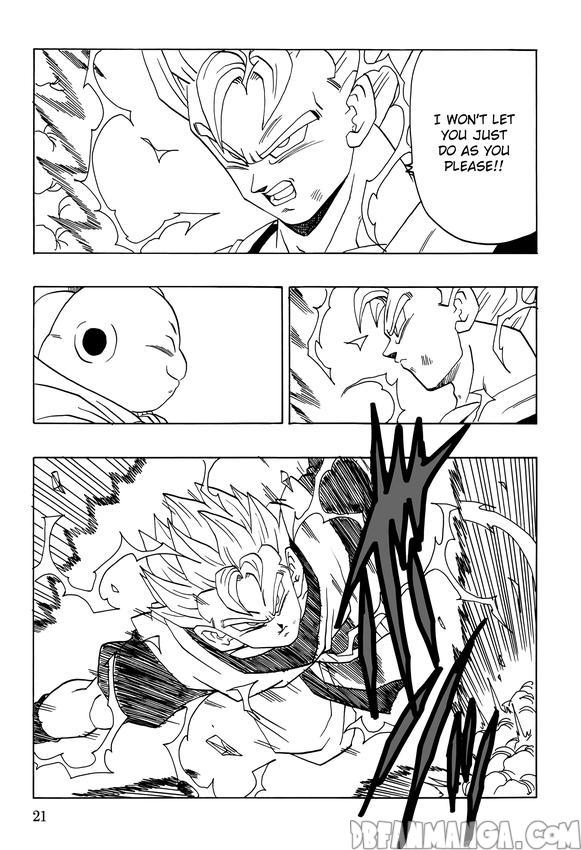 I WON'T LET
YOU JUST
DO AS YOU
PLEASE!!
21
DBFANMANGA.COM